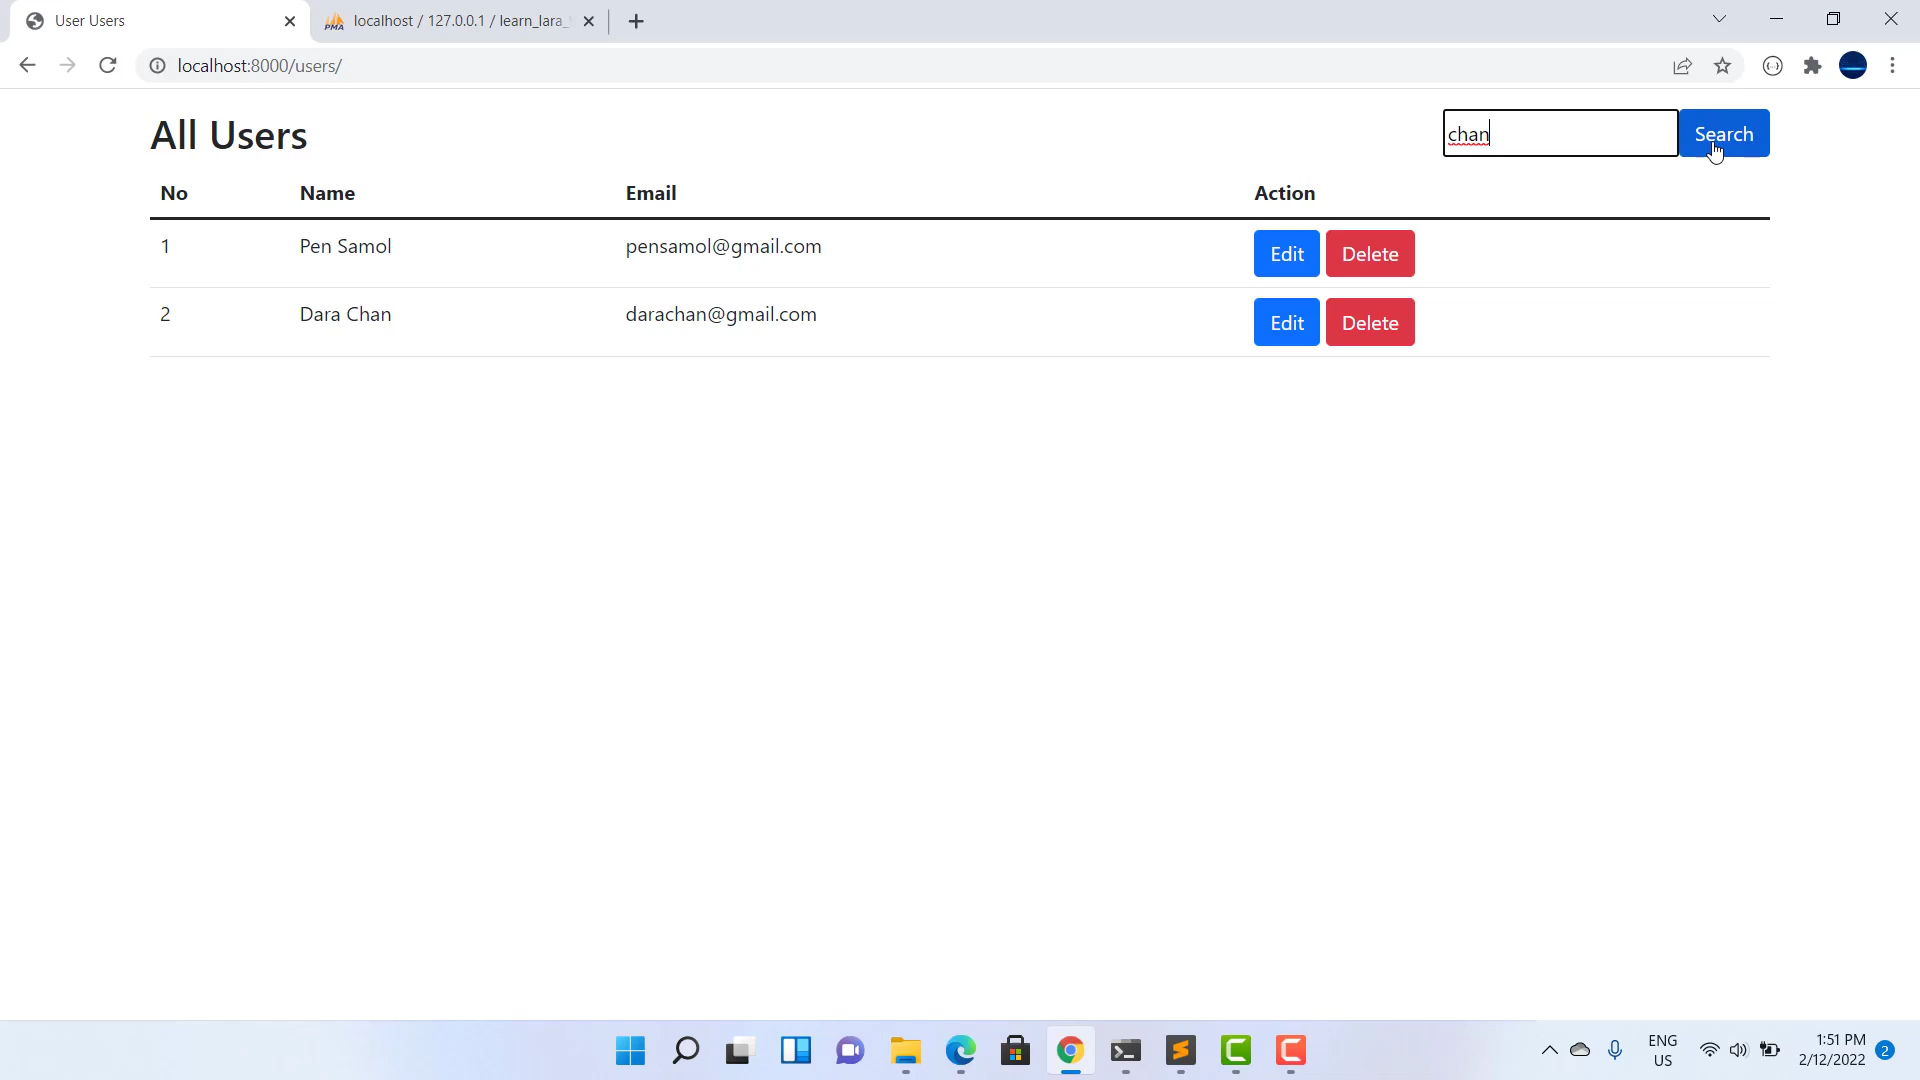 User Users
localhost / 127.0.0.1 / learn_lara_
localhost:8000/users/
All Users
chan
Search
No Name Email Action
1 Pen Samol pensamol@gmail.com Edit Delete
2 Dara Chan darachan@gmail.com Edit Delete
ENG
US
1:51 PM
2/12/2022
2